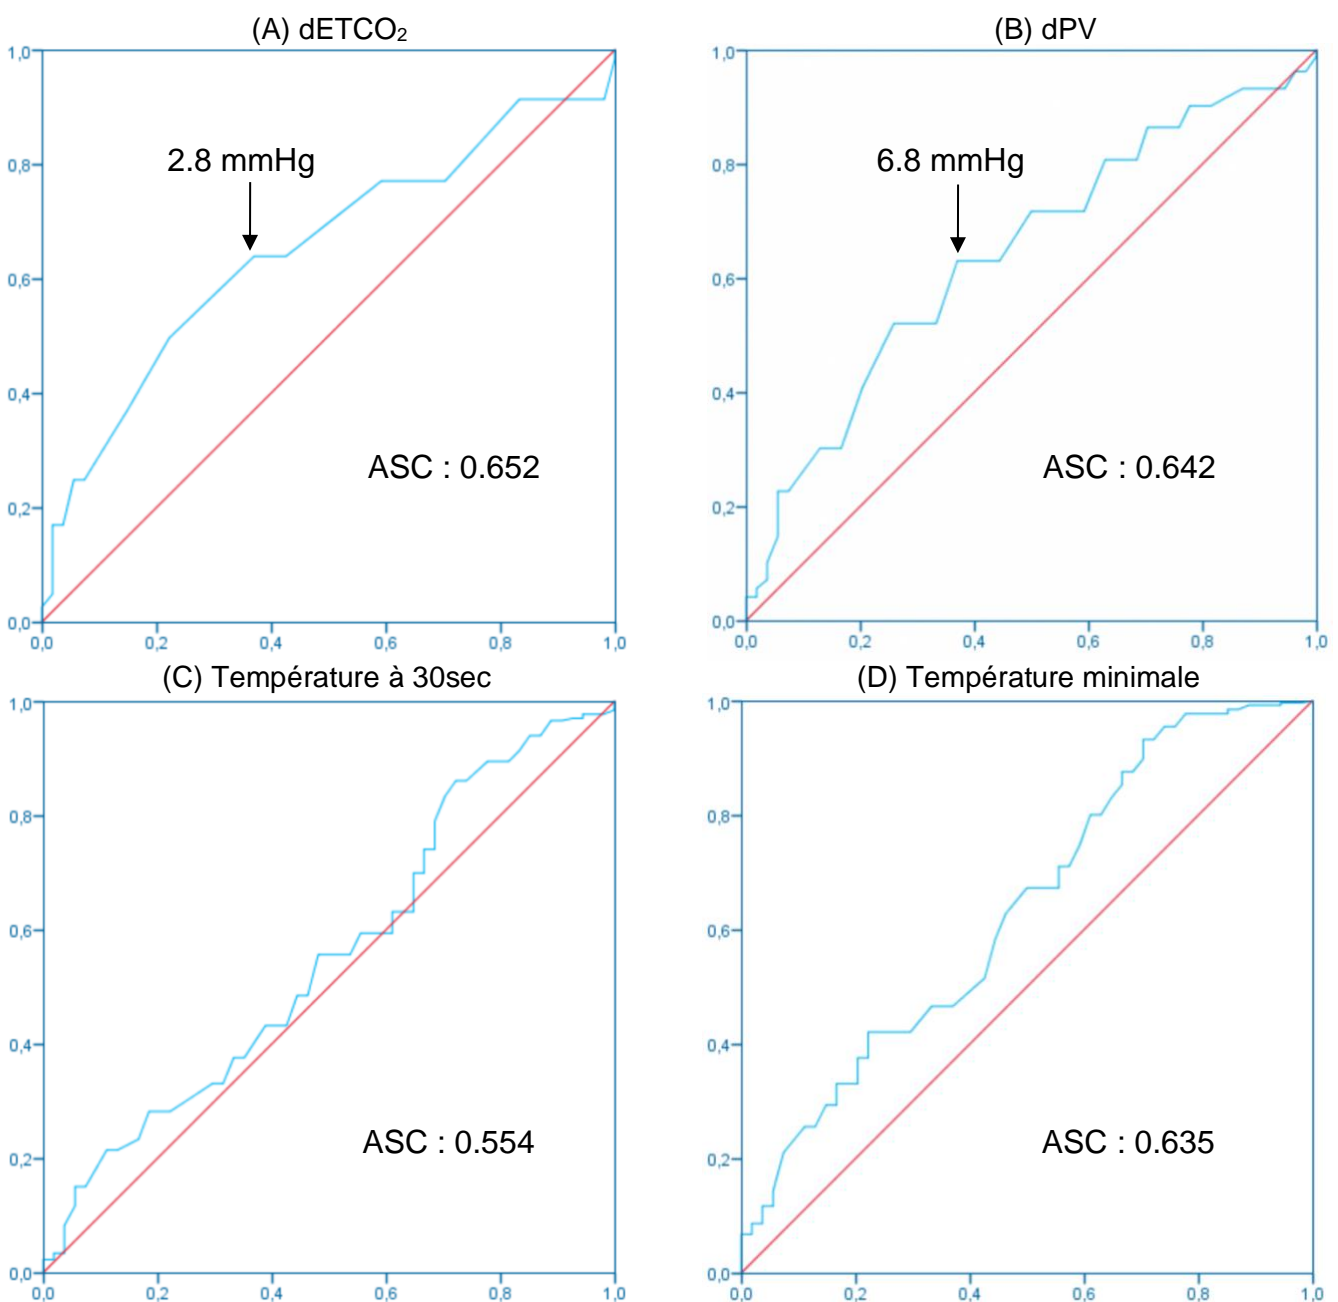 (A) dETCO₂
1,0
0,8
0,6
0,4
0,2
0,0
2.8 mmHg
ASC : 0.652
0,0 0,2 0,4 0,6 0,8 1,0
(B) dPV
1,0
0,8
0,6
0,4
0,2
0,0
6.8 mmHg
ASC : 0.642
0,0 0,2 0,4 0,6 0,8 1,0
(C) Température à 30sec
1,0
0,8
0,6
0,4
0,2
0,0
ASC : 0.554
0,0 0,2 0,4 0,6 0,8 1,0
(D) Température minimale
1,0
0,8
0,6
0,4
0,2
0,0
ASC : 0.635
0,0 0,2 0,4 0,6 0,8 1,0